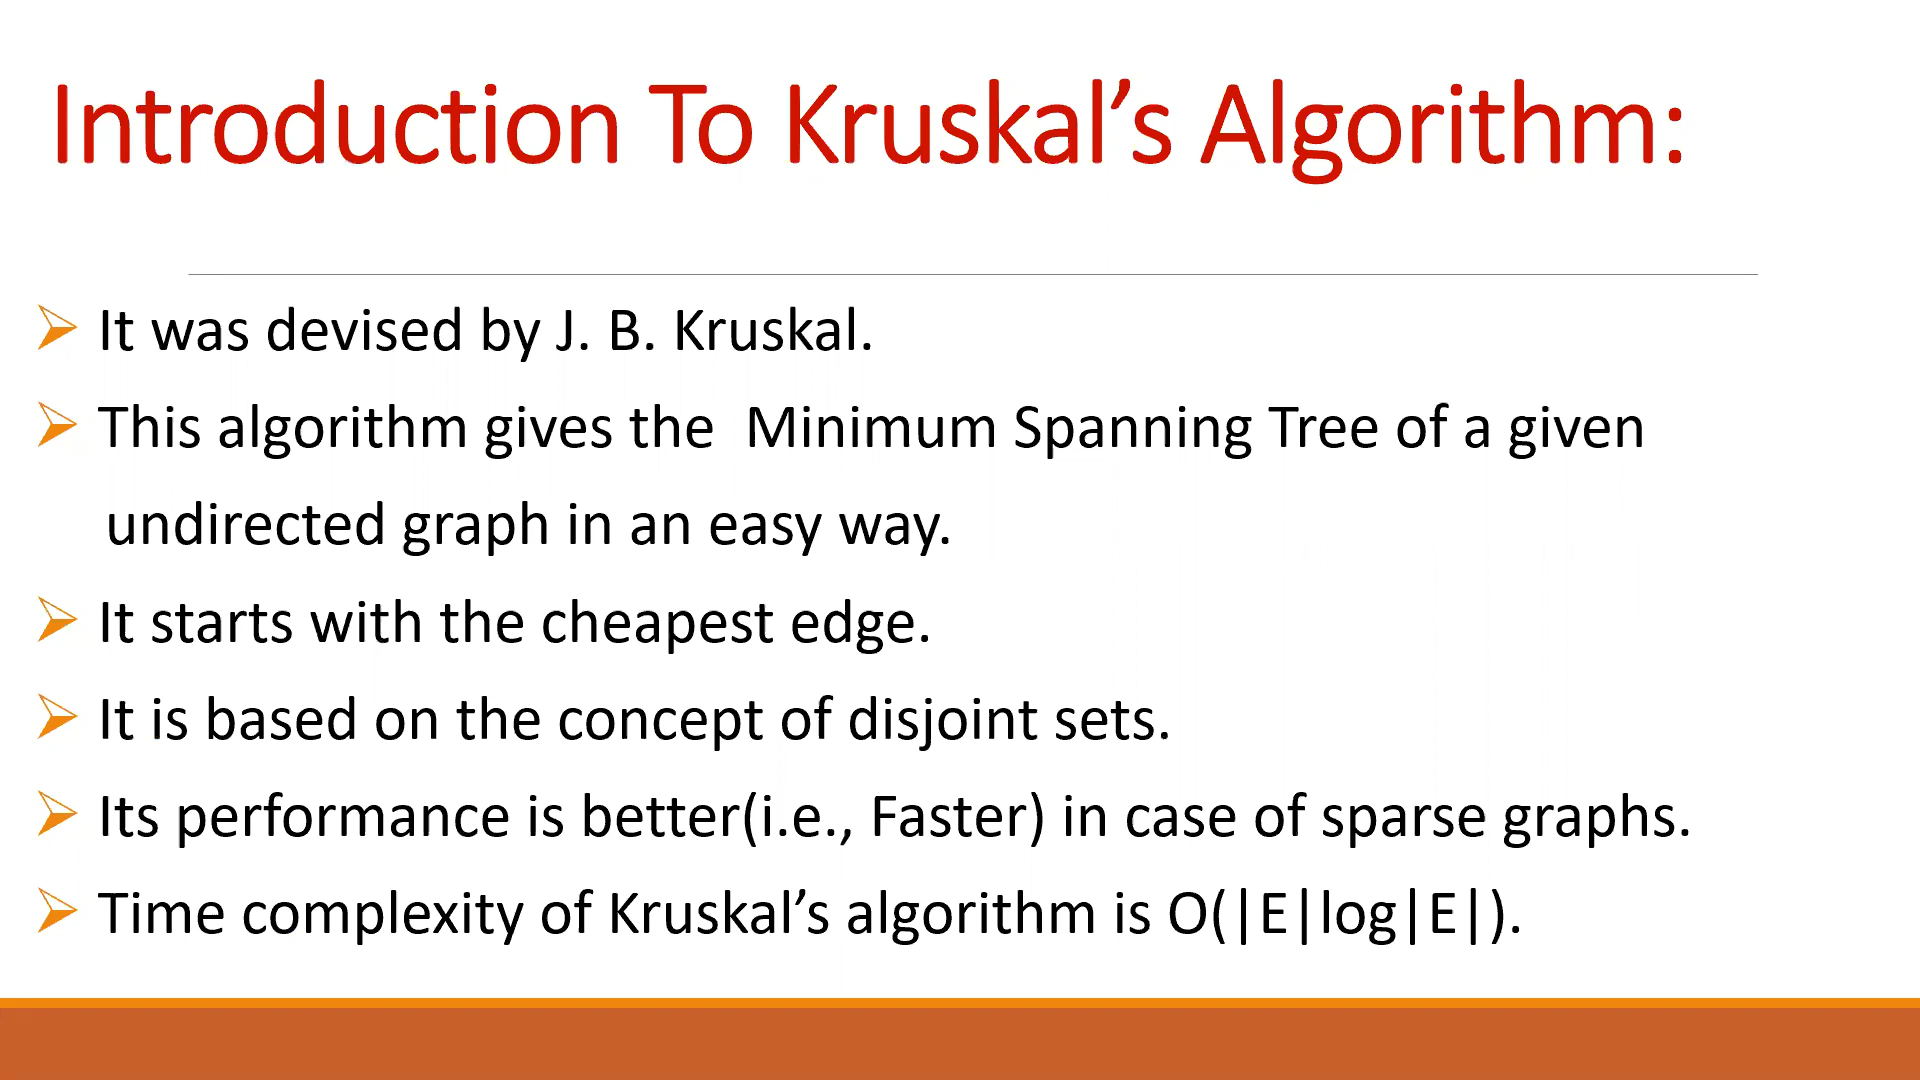 Introduction To Kruskal’s Algorithm:
It was devised by J. B. Kruskal.
This algorithm gives the  Minimum Spanning Tree of a given
undirected graph in an easy way.
It starts with the cheapest edge.
It is based on the concept of disjoint sets.
Its performance is better(i.e., Faster) in case of sparse graphs.
Time complexity of Kruskal’s algorithm is O(|E|log|E|).